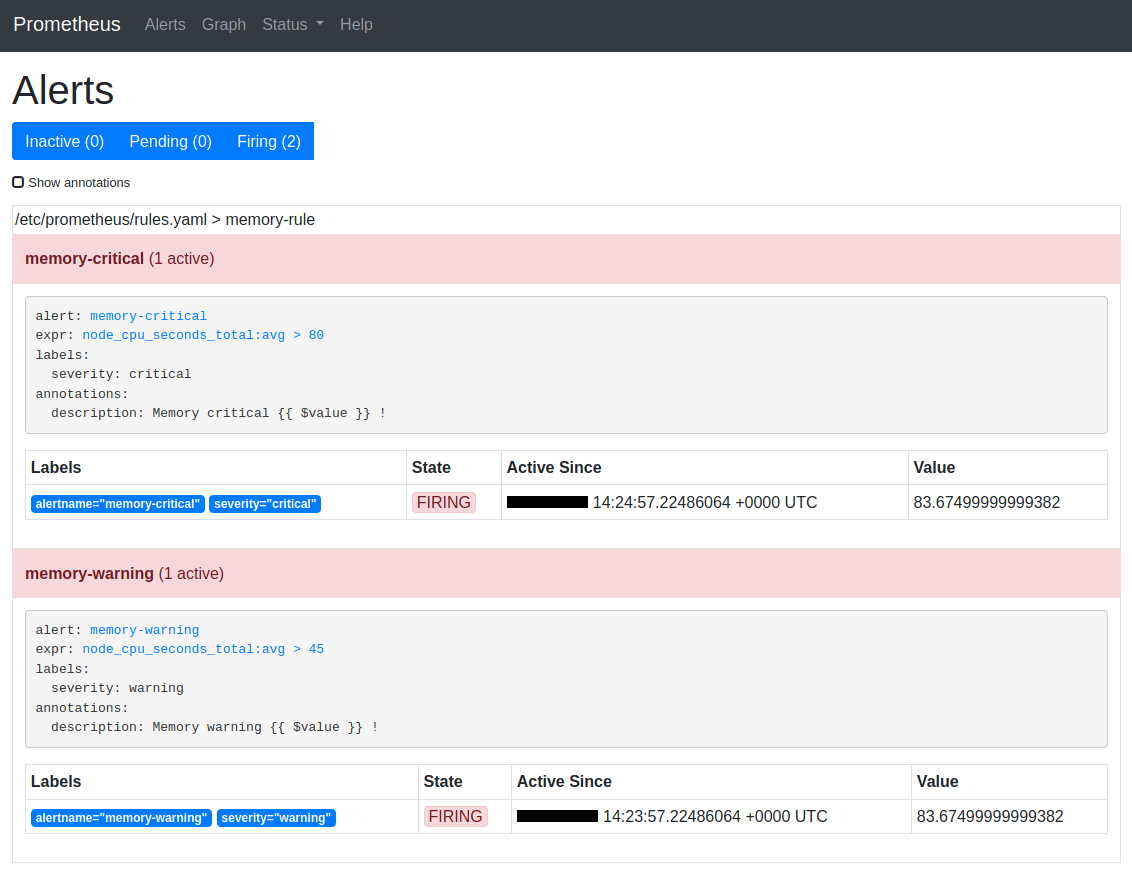 Prometheus Alerts Graph Status Help
Alerts
Inactive (0) Pending (0) Firing (2)
Show annotations
/etc/prometheus/rules.yaml > memory-rule
memory-critical (1 active)
alert: memory-critical
expr: node_cpu_seconds_total:avg > 80
labels:
  severity: critical
annotations:
  description: Memory critical {{ $value }} !
Labels State Active Since Value
alertname="memory-critical" severity="critical" FIRING 14:24:57.22486064 +0000 UTC 83.67499999999382
memory-warning (1 active)
alert: memory-warning
expr: node_cpu_seconds_total:avg > 45
labels:
  severity: warning
annotations:
  description: Memory warning {{ $value }} !
Labels State Active Since Value
alertname="memory-warning" severity="warning" FIRING 14:23:57.22486064 +0000 UTC 83.67499999999382